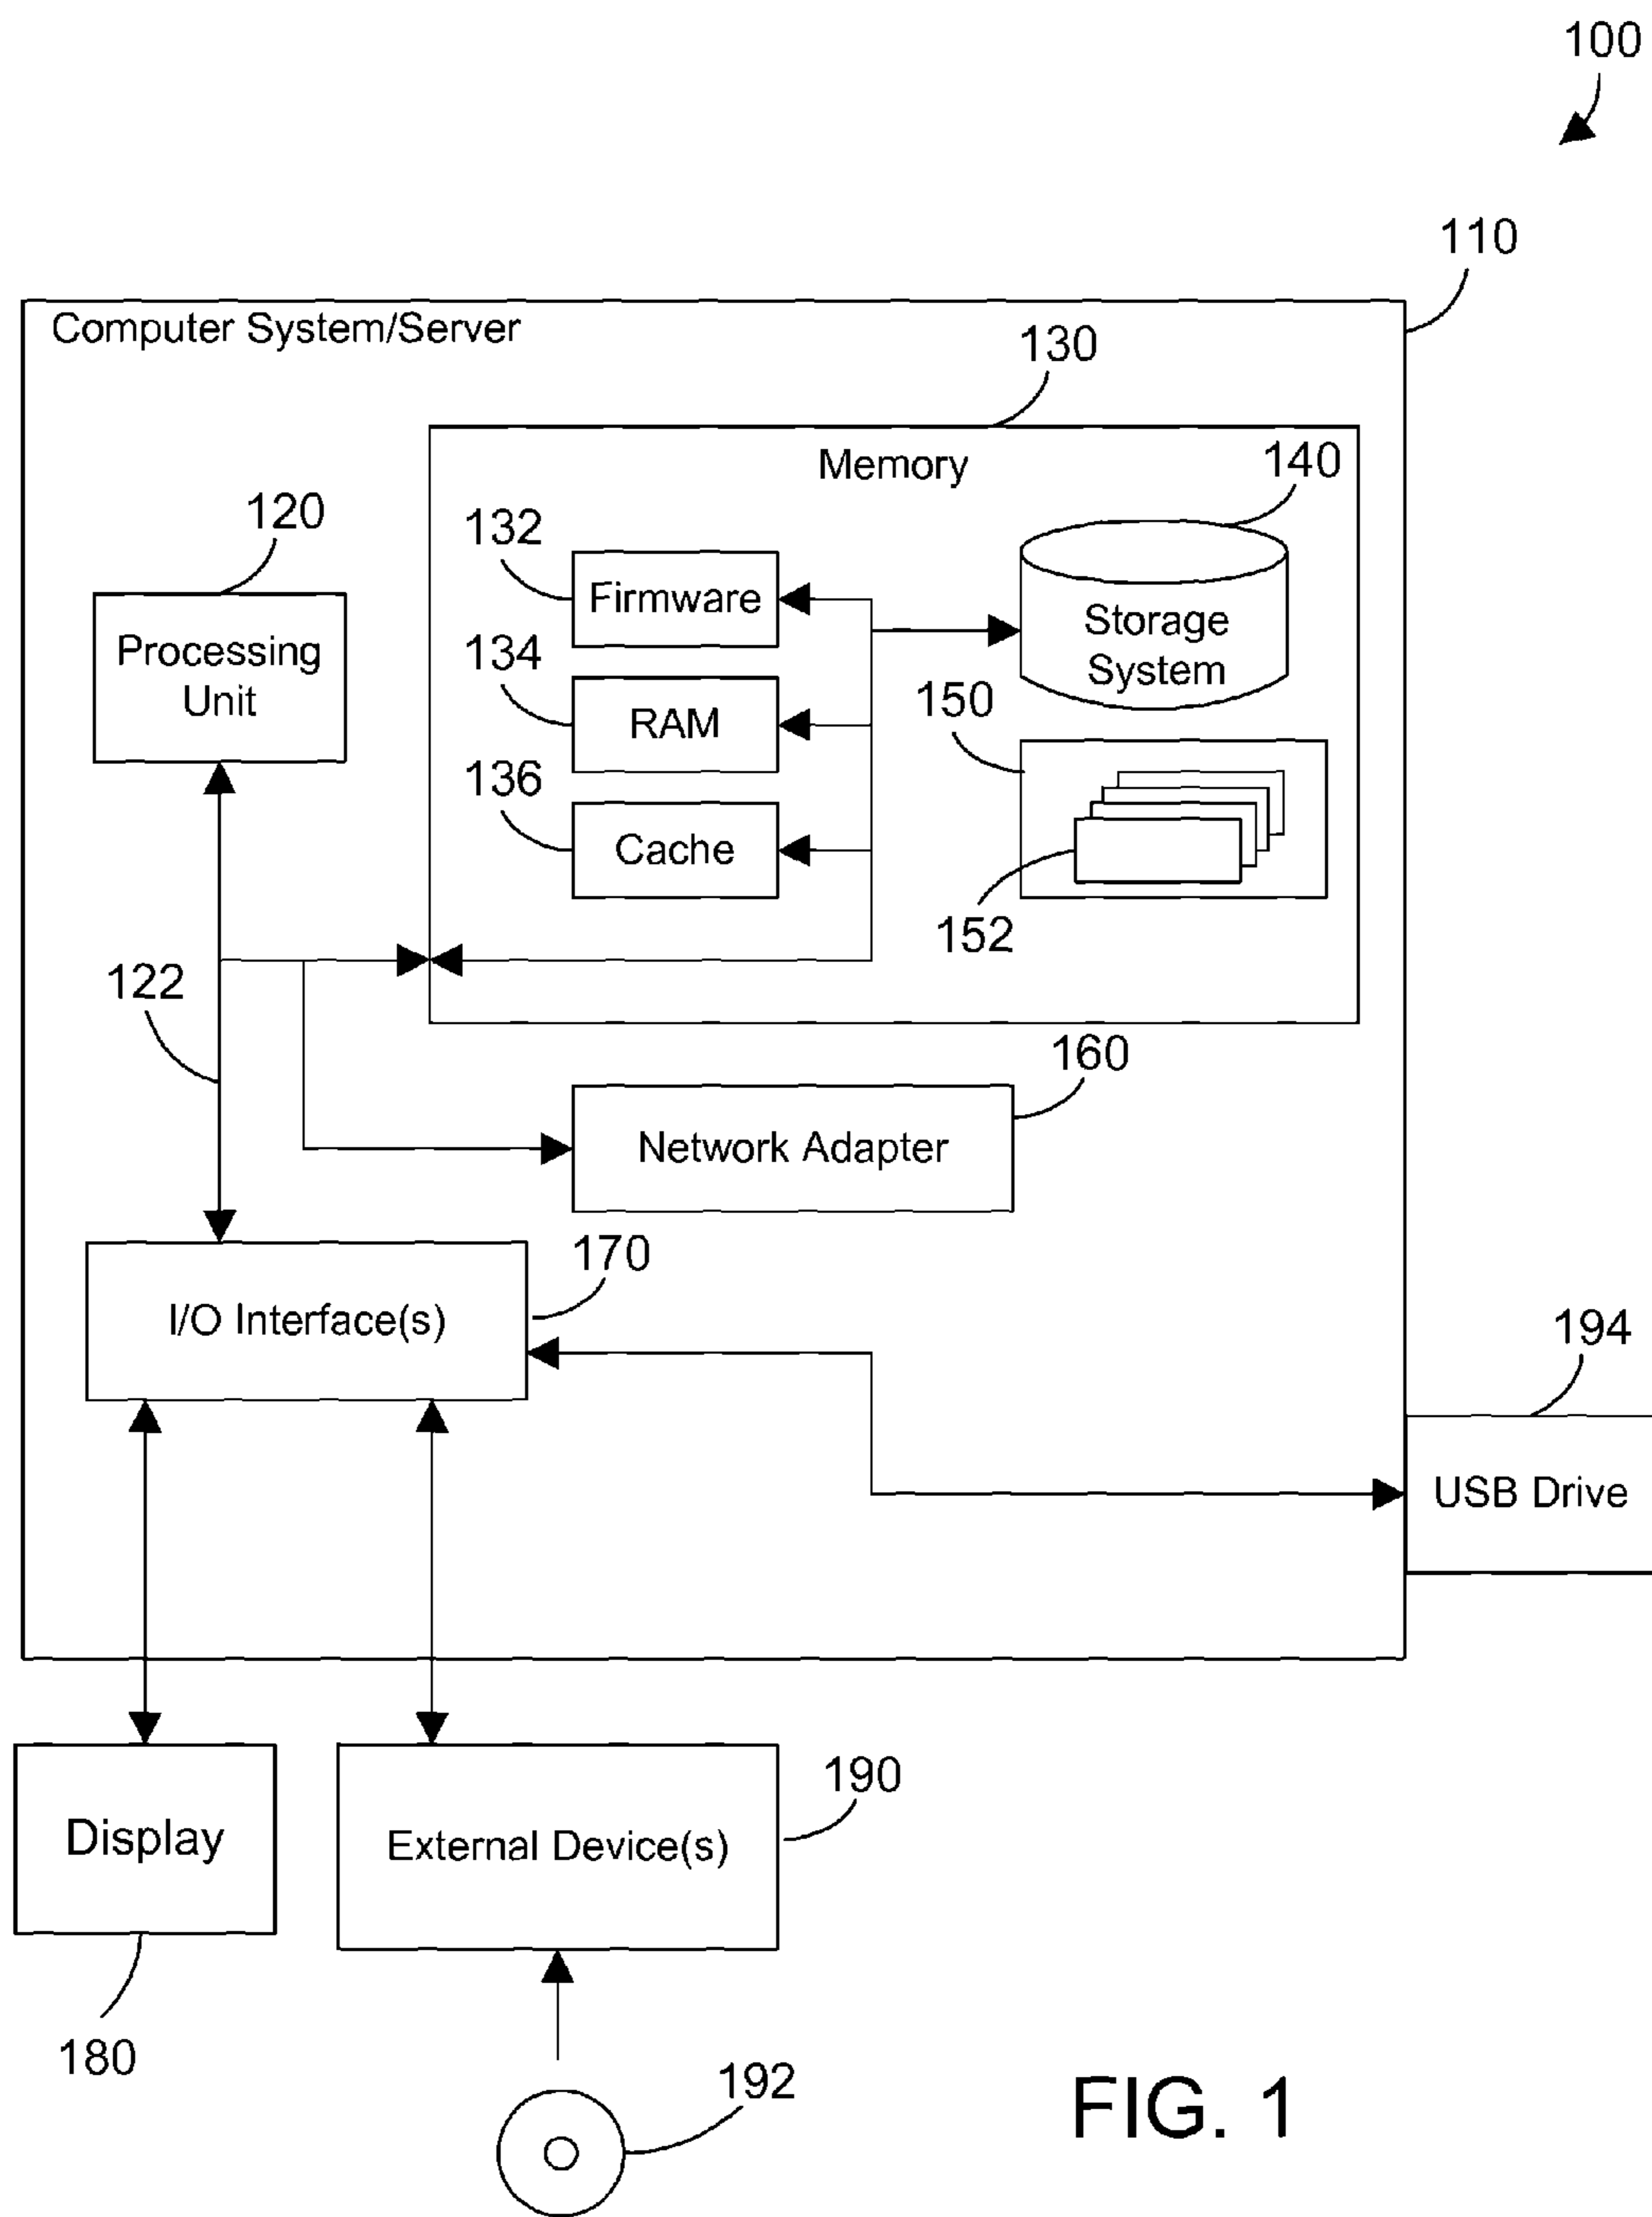 100
110
Computer System/Server
130
Memory
140
120
132
Firmware
Storage
System
Processing
Unit
134
RAM
150
136
Cache
152
122
160
Network Adapter
170
I/O Interface(s)
194
USB Drive
190
Display
External Device(s)
180
192
FIG. 1